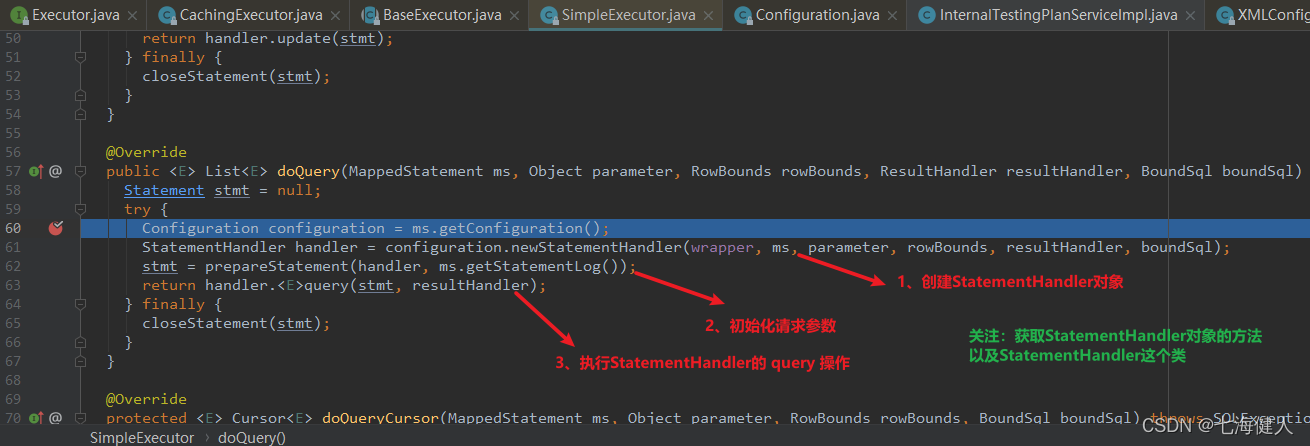 Executor.java × CachingExecutor.java × BaseExecutor.java × SimpleExecutor.java × Configuration.java × InternalTestingPlanServiceImpl.java × XMLConfig
50 return handler.update(stmt);
51 } finally {
52 closeStatement(stmt);
53 }
54 }
55
56 @Override
57 @ public <E> List<E> doQuery(MappedStatement ms, Object parameter, RowBounds rowBounds, ResultHandler resultHandler, BoundSql boundSql)
58 Statement stmt = null;
59 try {
60 Configuration configuration = ms.getConfiguration();
61 StatementHandler handler = configuration.newStatementHandler(wrapper, ms, parameter, rowBounds, resultHandler, boundSql);
62 stmt = prepareStatement(handler, ms.getStatementLog());
63 return handler.<E>query(stmt, resultHandler);
1、创建StatementHandler对象
64 } finally {
65 closeStatement(stmt);
2、初始化请求参数
关注：获取StatementHandler对象的方法
以及StatementHandler这个类
66 }
67 }
3、执行StatementHandler的 query 操作
68
69 @Override
70 @ protected <E> Cursor<E> doQueryCursor(MappedStatement ms, Object parameter, RowBounds rowBounds, BoundSql boundSql) throws SQLExceptio
SimpleExecutor › doQuery()
CSDN @七海健人